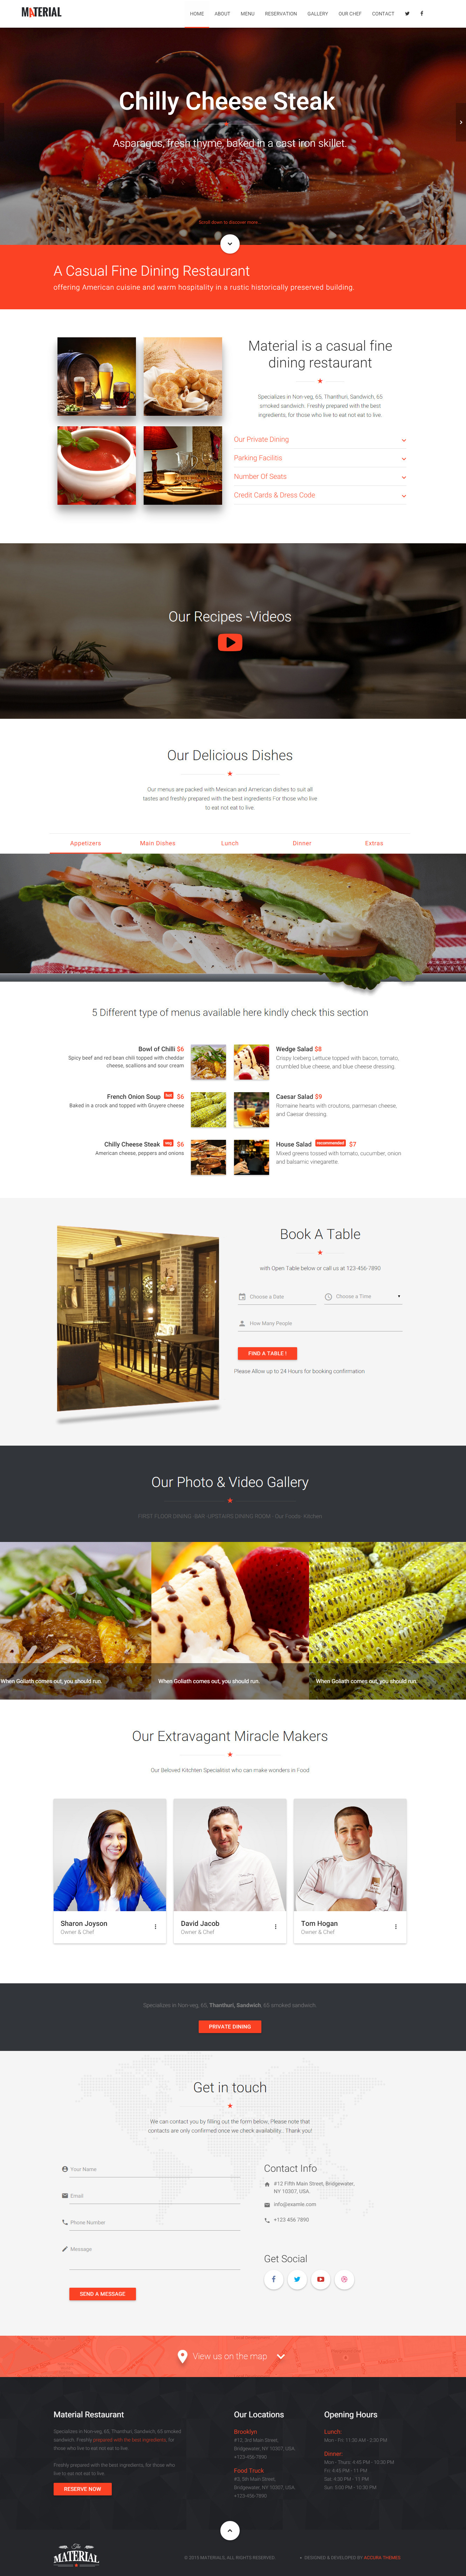 MATERIAL
HOME ABOUT MENU RESERVATION GALLERY OUR CHEF CONTACT
Chilly Cheese Steak
Asparagus, fresh thyme, baked in a cast iron skillet.
Scroll down to discover more
A Casual Fine Dining Restaurant
offering American cuisine and warm hospitality in a rustic historically preserved building.
Material is a casual fine
dining restaurant
Specializes in Non-veg, 65, Thanthuri, Sandwich, 65
smoked sandwich. Freshly prepared with the best
ingredients, for those who live to eat not eat to live.
Our Private Dining
Parking Facilitis
Number Of Seats
Credit Cards & Dress Code
Our Recipes -Videos
Our Delicious Dishes
Our menus are packed with Mexican and American dishes to suit all
tastes and freshly prepared with the best ingredients.For those who live
to eat not eat to live.
Appetizers Main Dishes Lunch Dinner Extras
5 Different type of menus available here kindly check this section
Bowl of Chilli $6
Spicy beef and red bean chili topped with cheddar
cheese, scallions and sour cream
Wedge Salad $8
Crispy Iceberg Lettuce topped with bacon, tomato,
crumbled blue cheese, and blue cheese dressing
French Onion Soup hot $6
Baked in a crock and topped with Gruyere cheese
Caesar Salad $9
Romaine hearts with croutons, parmesan cheese,
and Caesar dressing.
Chilly Cheese Steak veg $6
American cheese, peppers and onions
House Salad recommended $7
Mixed greens tossed with tomato, cucumber, onion
and balsamic vinegarette
Book A Table
with Open Table below or call us at 123-456-7890
Choose a Date Choose a Time
How Many People
FIND A TABLE !
Please Allow up to 24 Hours for booking confirmation
Our Photo & Video Gallery
FIRST FLOOR DINING, BAR, UPSTAIRS DINING ROOM - Our Foods, Kitchen
When Goliath comes out, you should run.
When Goliath comes out, you should run.
When Goliath comes out, you should run.
Our Extravagant Miracle Makers
Our Beloved Kitchten Specialitist who can make wonders in Food
Sharon Joyson
Owner & Chef
David Jacob
Owner & Chef
Tom Hogan
Owner & Chef
Specializes in Non-veg, 65, Thanthuri, Sandwich, 65 smoked sandwich.
PRIVATE DINING
Get in touch
We can contact you by filling out the form below, Please note that
contacts are only confirmed once we check availability . Thank you!
Your Name
Email
Phone Number
Message
SEND A MESSAGE
Contact Info
#12 Fifth Main Street, Bridgewater,
NY 10307, USA.
info@examle.com
+123 456 7890
Get Social
View us on the map
Material Restaurant
Specializes in Non-veg, 65, Thanthuri, Sandwich, 65 smoked
sandwich. Freshly prepared with the best ingredients, for
those who live to eat not eat to live.
Freshly prepared with the best ingredients, for those who
live to eat not eat to live.
RESERVE NOW
Our Locations
Brooklyn
#12, 3rd Main Street,
Bridgewater, NY 10307, USA
+123-456-7890
Food Truck
#3, 5th Main Street,
Bridgewater, NY 10307, USA
+123-456-7890
Opening Hours
Lunch:
Mon - Fri: 11:30 AM - 2:30 PM
Dinner:
Mon - Thurs: 4:40 PM - 10:30 PM
Fri: 4:45 PM - 11 PM
Sat: 4:30 PM - 11 PM
Sun: 5:00 PM - 10:30 PM
The
MATERIAL
RESTAURANT
© 2015 MATERIALS, ALL RIGHTS RESERVED.
DESIGNED & DEVELOPED BY ACCORA THEMES